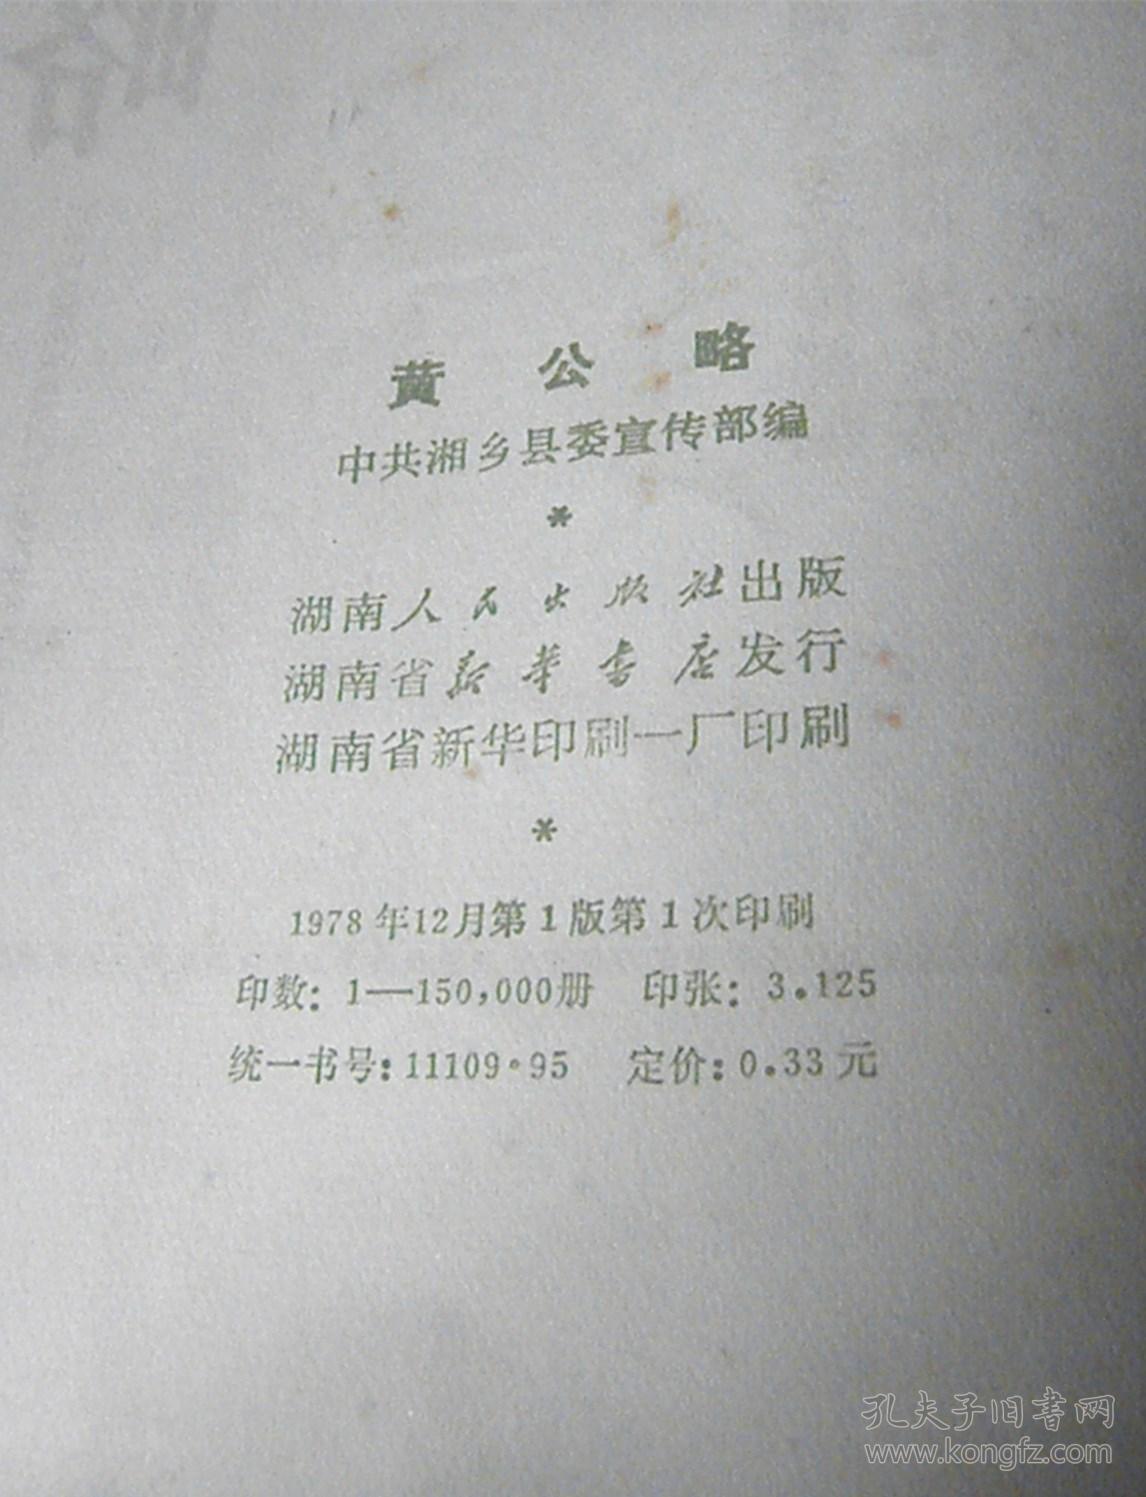 黄公略
中共湘乡县委宣传部编
*
湖南人民出版社出版
湖南省新华书店发行
湖南省新华印刷一厂印刷
*
1978年12月第1版第1次印刷
印数：1—150,000册 印张：3.125
统一书号：11109·95 定价：0.33元
孔夫子旧書网
www.kongfz.com